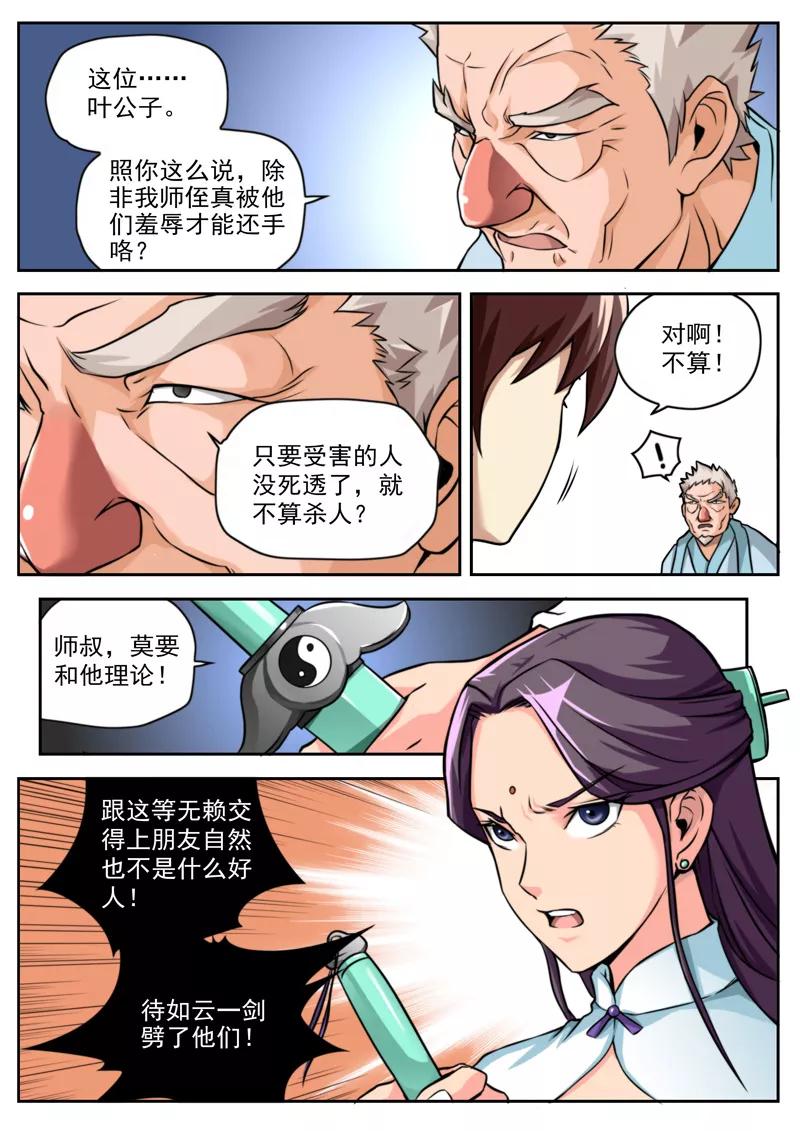 这位……
叶公子。
照你这么说，除
非我师侄真被他
们羞辱才能还手
咯？
只要受害的人
没死透了，就
不算杀人？
对啊！
不算！
！
师叔，莫要
和他理论！
跟这等无赖交
得上朋友自然
也不是什么好
人！
待如云一剑
劈了他们！